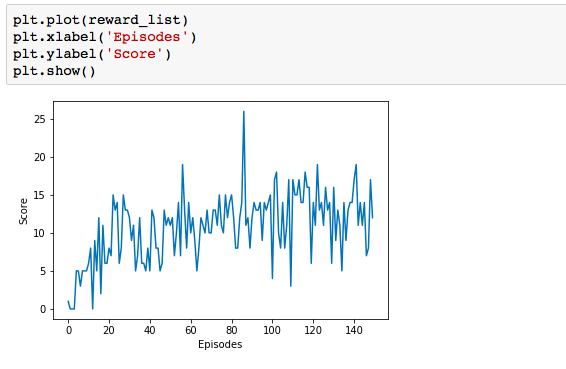 plt.plot(reward_list)
plt.xlabel('Episodes')
plt.ylabel('Score')
plt.show()
25
20
15
10
5
0
Score
0 20 40 60 80 100 120 140
Episodes